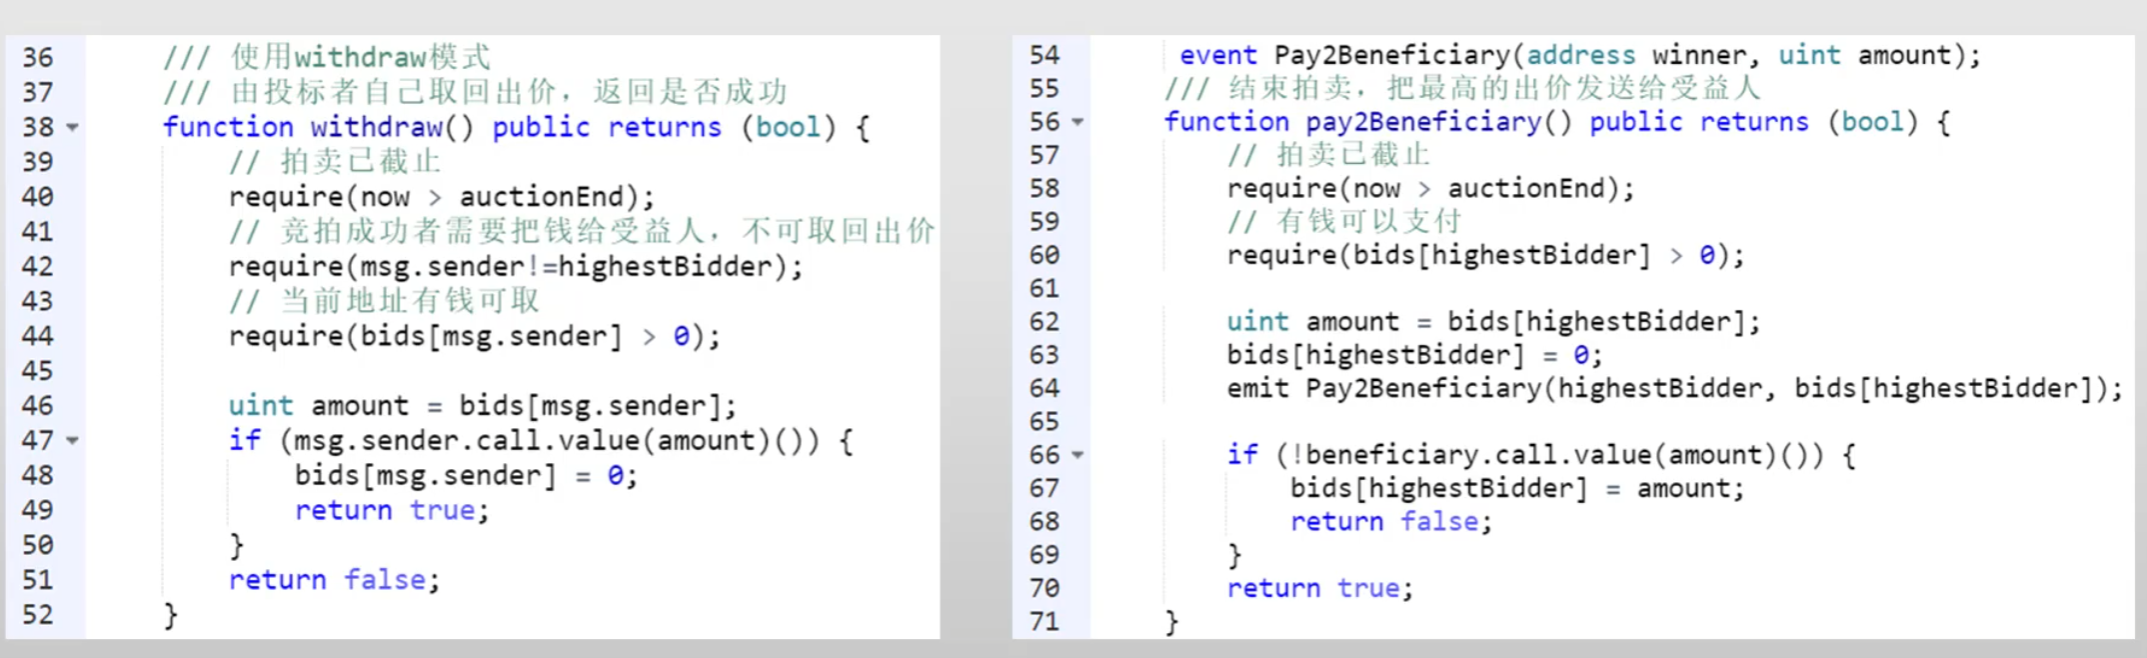 36 /// 使用withdraw模式
37 /// 由投标者自己取回出价，返回是否成功
38 function withdraw() public returns (bool) {
39 // 拍卖已截止
40 require(now > auctionEnd);
41 // 竞拍成功者需要把钱给受益人，不可取回出价
42 require(msg.sender!=highestBidder);
43 // 当前地址有钱可取
44 require(bids[msg.sender] > 0);
45
46 uint amount = bids[msg.sender];
47 if (msg.sender.call.value(amount)()) {
48 bids[msg.sender] = 0;
49 return true;
50 }
51 return false;
52 }
54 event Pay2Beneficiary(address winner, uint amount);
55 /// 结束拍卖，把最高的出价发送给受益人
56 function pay2Beneficiary() public returns (bool) {
57 // 拍卖已截止
58 require(now > auctionEnd);
59 // 有钱可以支付
60 require(bids[highestBidder] > 0);
61
62 uint amount = bids[highestBidder];
63 bids[highestBidder] = 0;
64 emit Pay2Beneficiary(highestBidder, bids[highestBidder]);
65
66 if (!beneficiary.call.value(amount)()) {
67 bids[highestBidder] = amount;
68 return false;
69 }
70 return true;
71 }